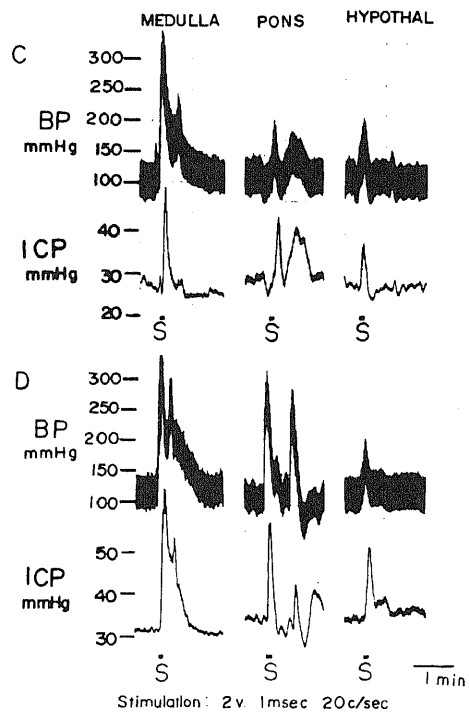 MEDULLA PONS HYPOTHAL
C
300
250
BP 200
mmHg 150
100
40
ICP
mmHg 30
20
S S S
D
300
BP 250
mmHg 200
150
100
50
ICP 40
mmHg
30
S S S
1 min
Stimulation: 2v. 1msec 20c/sec